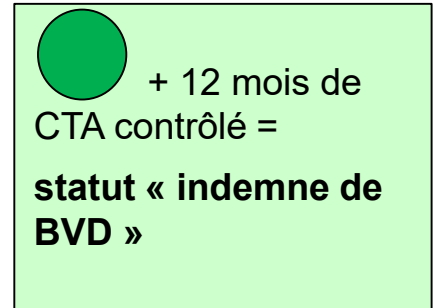 + 12 mois de
CTA contrôlé =
statut « indemne de
BVD »